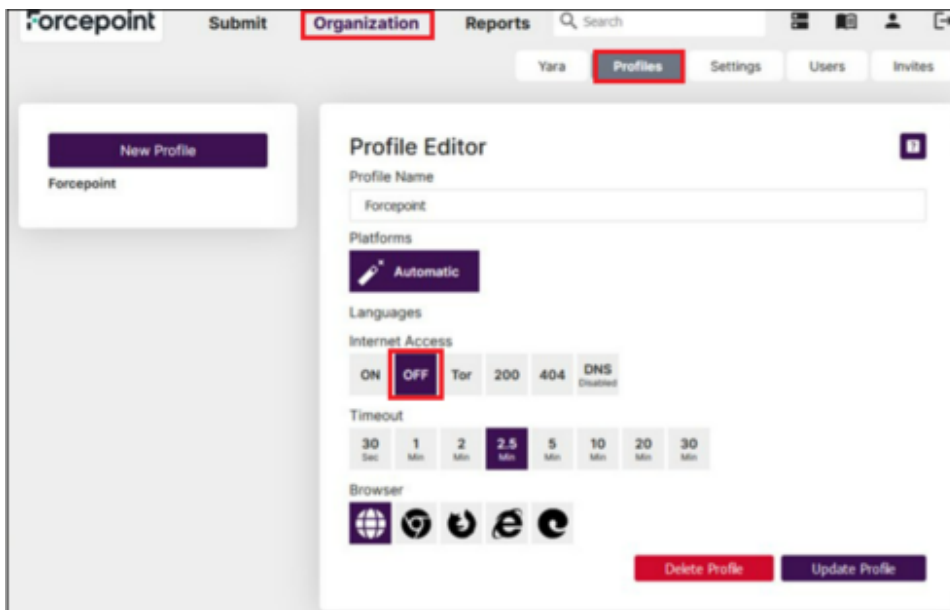 Forcepoint Submit Organization Reports Search
Yara Profiles Settings Users Invites
New Profile
Forcepoint
Profile Editor
?
Profile Name
Forcepoint
Platforms
Automatic
Languages
Internet Access
ON OFF Tor 200 404 DNS
Disabled
Timeout
30 1 2 2.5 5 10 20 30
Sec Min Min Min Min Min Min Min
Browser
Delete Profile Update Profile